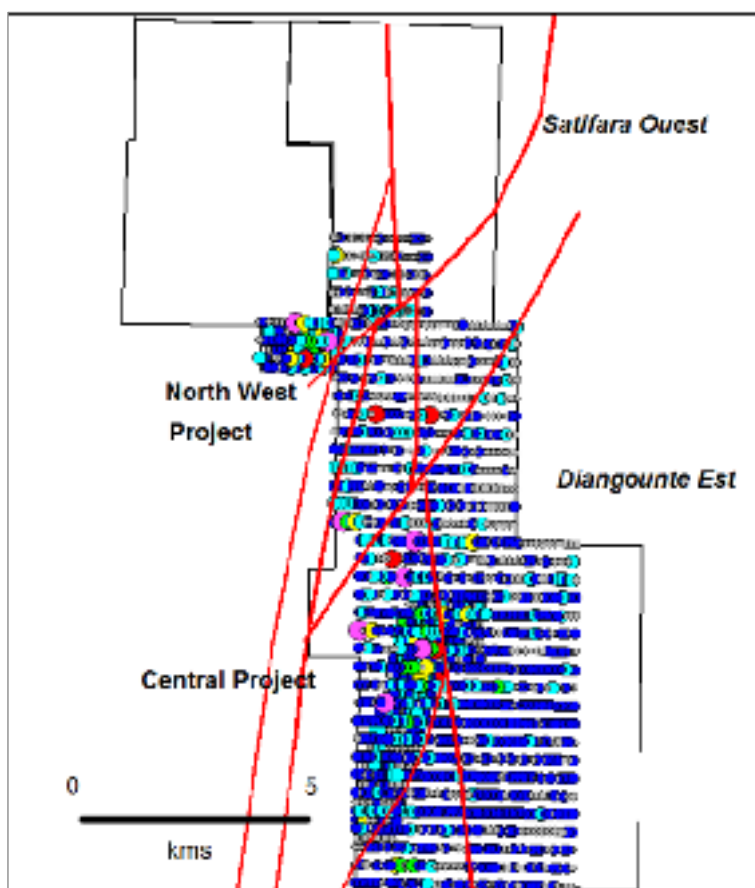 Satifara Ouest
North West
Project
Diangounte Est
Central Project
0 5
kms